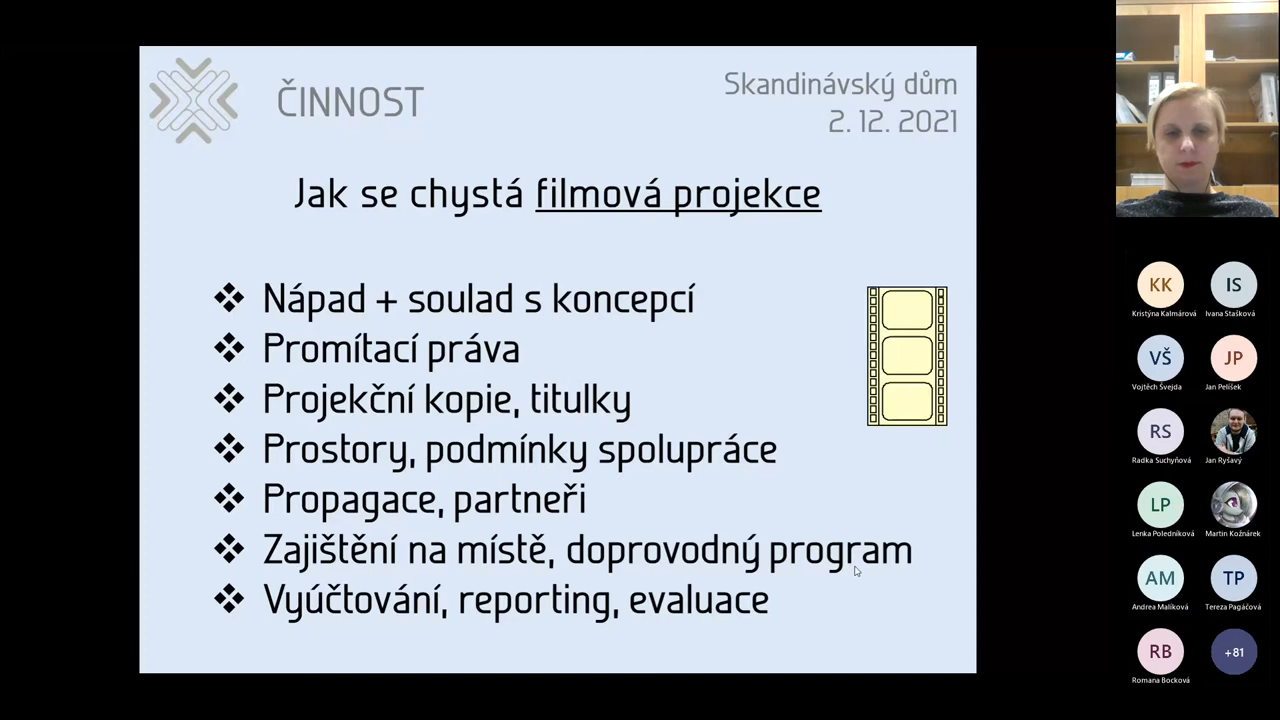 ČINNOST
Skandinávský dům
2. 12. 2021
Jak se chystá filmová projekce
❖ Nápad + soulad s koncepcí
❖ Promítací práva
❖ Projekční kopie, titulky
❖ Prostory, podmínky spolupráce
❖ Propagace, partneři
❖ Zajištění na místě, doprovodný program
❖ Vyúčtování, reporting, evaluace
KK
Kristýna Kalmárová
IS
Ivana Stašková
VŠ
Vojtěch Švejda
JP
Jan Pelíšek
RS
Radka Suchyňová
Jan Ryšavý
LP
Lenka Poledníková
Martin Kožnárek
AM
Andrea Malíková
TP
Tereza Pagáčová
RB
Romana Bocková
+81